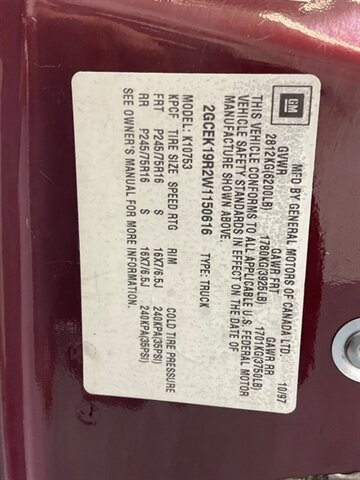 GM
MFD BY GENERAL MOTORS OF CANADA LTD. 10/97
GVWR GAWR FRT GAWR RR
2812KG(6200LB) 1780KG(3925LB) 1701KG(3750LB)
THIS VEHICLE CONFORMS TO ALL APPLICABLE U.S. FEDERAL MOTOR
VEHICLE SAFETY STANDARDS IN EFFECT ON THE DATE OF
MANUFACTURE SHOWN ABOVE.
2GCEK19R2W1150616 TYPE: TRUCK
MODEL: K10753
KPCF TIRE SIZE SPEED RTG RIM COLD TIRE PRESSURE
FRT P245/75R16 S 16X7/6.5J 240KPA(35PSI)
RR P245/75R16 S 16X7/6.5J 240KPA(35PSI)
SEE OWNER'S MANUAL FOR MORE INFORMATION.